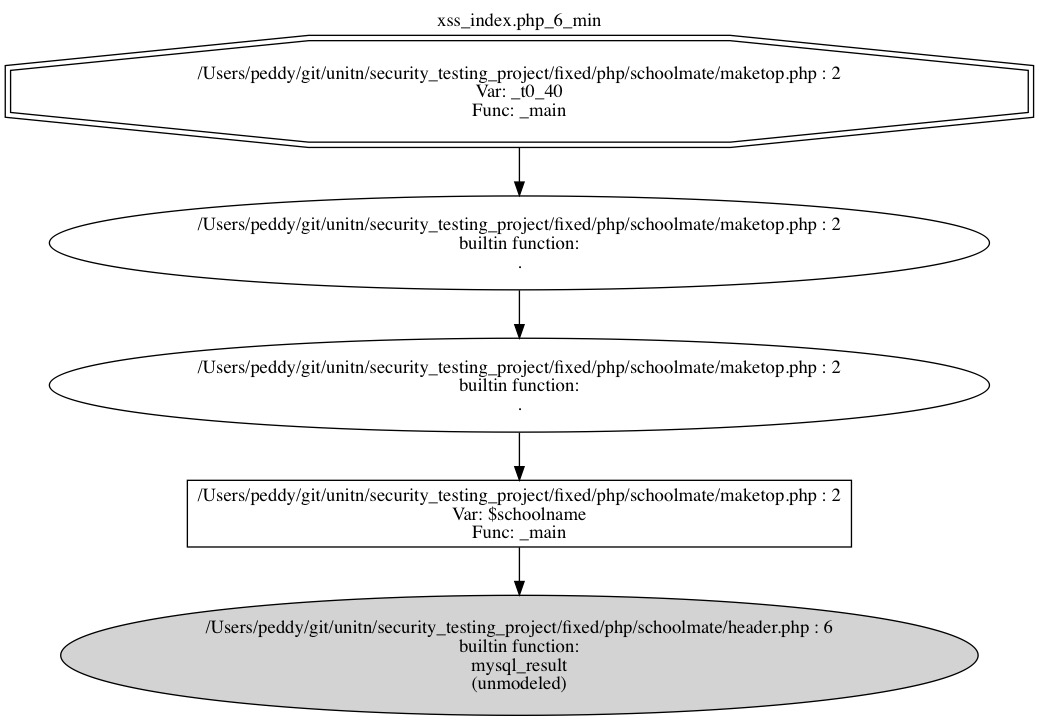 xss_index.php_6_min
/Users/peddy/git/unitn/security_testing_project/fixed/php/schoolmate/maketop.php : 2
Var: _t0_40
Func: _main
/Users/peddy/git/unitn/security_testing_project/fixed/php/schoolmate/maketop.php : 2
builtin function:
.
/Users/peddy/git/unitn/security_testing_project/fixed/php/schoolmate/maketop.php : 2
builtin function:
.
/Users/peddy/git/unitn/security_testing_project/fixed/php/schoolmate/maketop.php : 2
Var: $schoolname
Func: _main
/Users/peddy/git/unitn/security_testing_project/fixed/php/schoolmate/header.php : 6
builtin function:
mysql_result
(unmodeled)